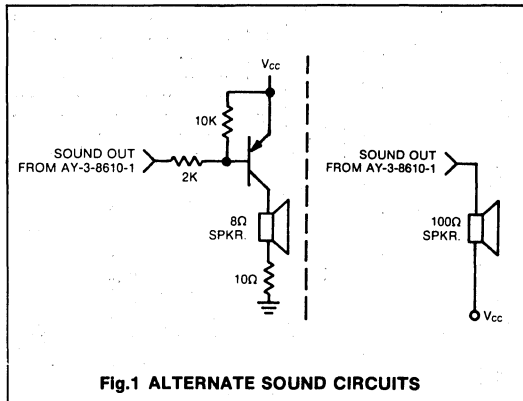 Vcc
10K
SOUND OUT
FROM AY-3-8610-1
2K
8Ω
SPKR.
10Ω
SOUND OUT
FROM AY-3-8610-1
100Ω
SPKR.
Vcc
Fig.1 ALTERNATE SOUND CIRCUITS